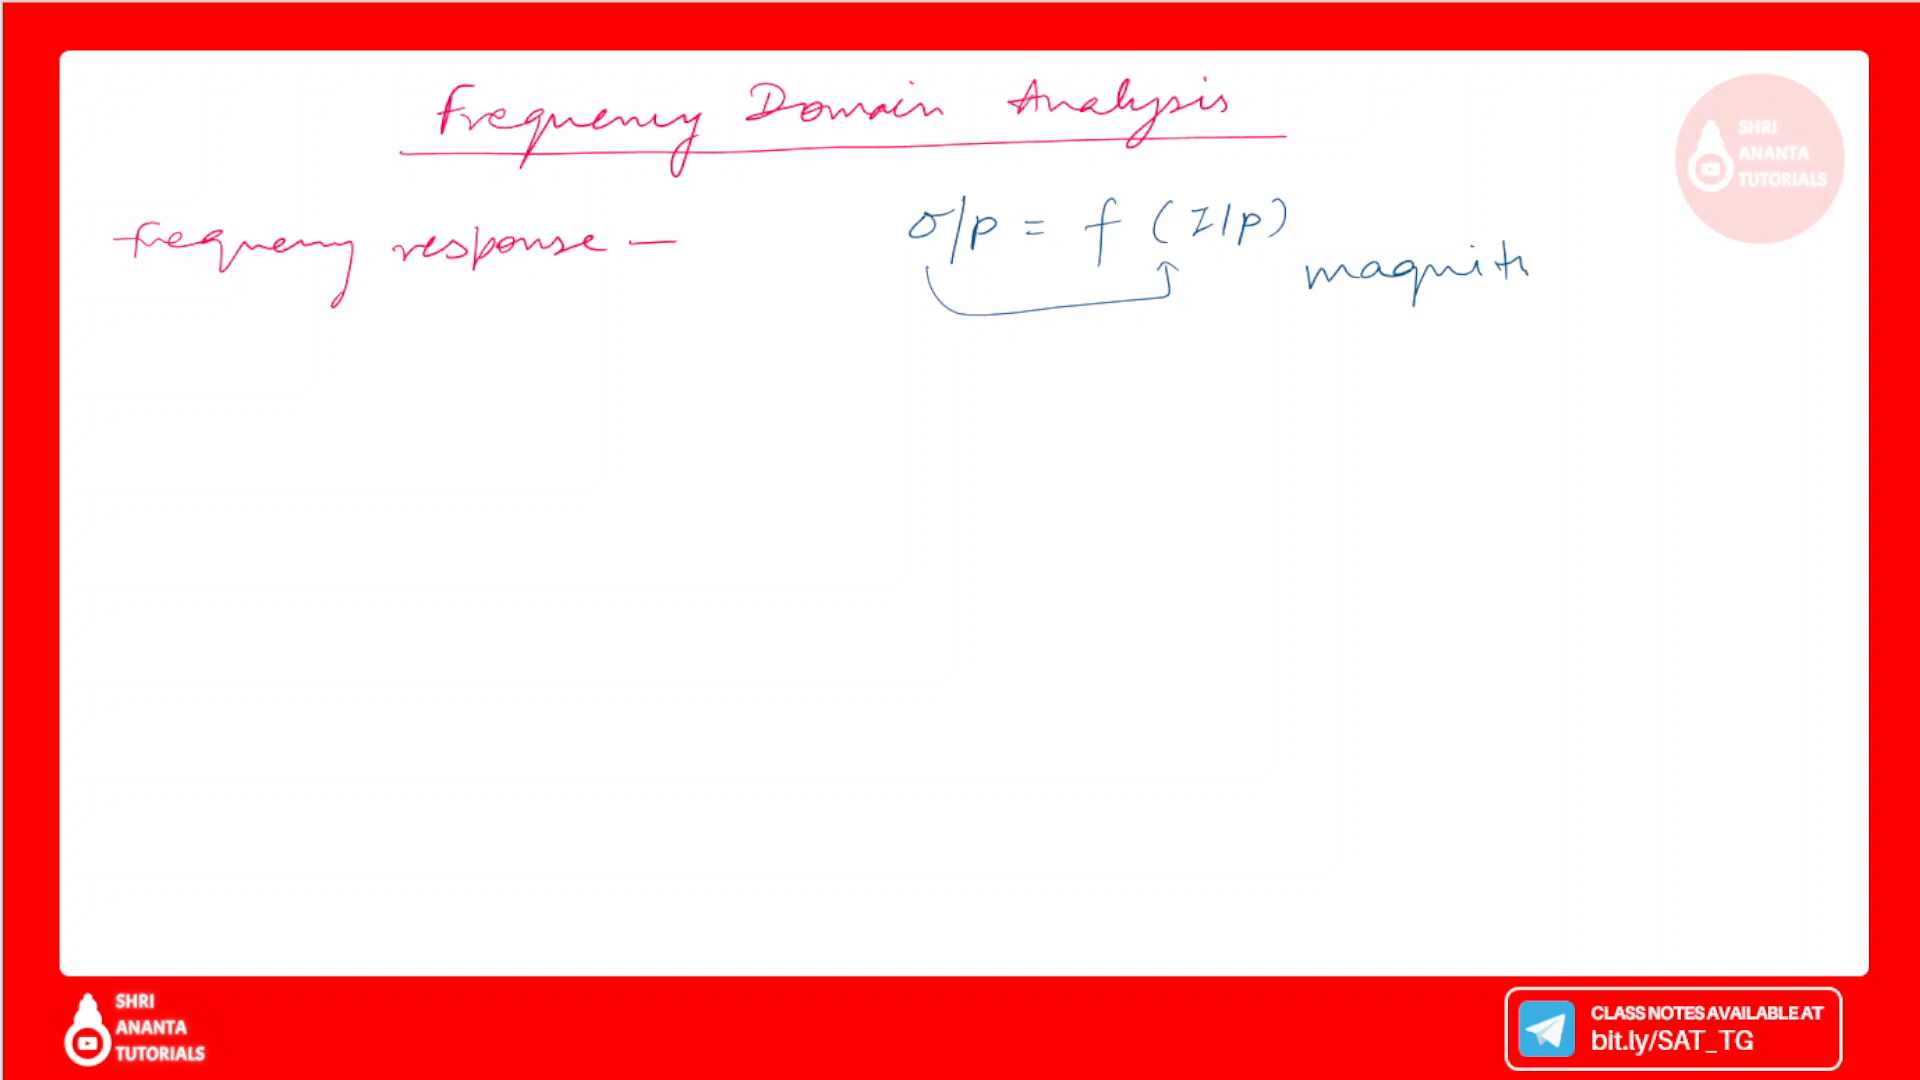 Frequency Domain Analysis
SHRI
ANANTA
TUTORIALS
frequency response —
o/p = f (I/p)
magnit
SHRI
ANANTA
TUTORIALS
CLASS NOTES AVAILABLE AT
bit.ly/SAT_TG